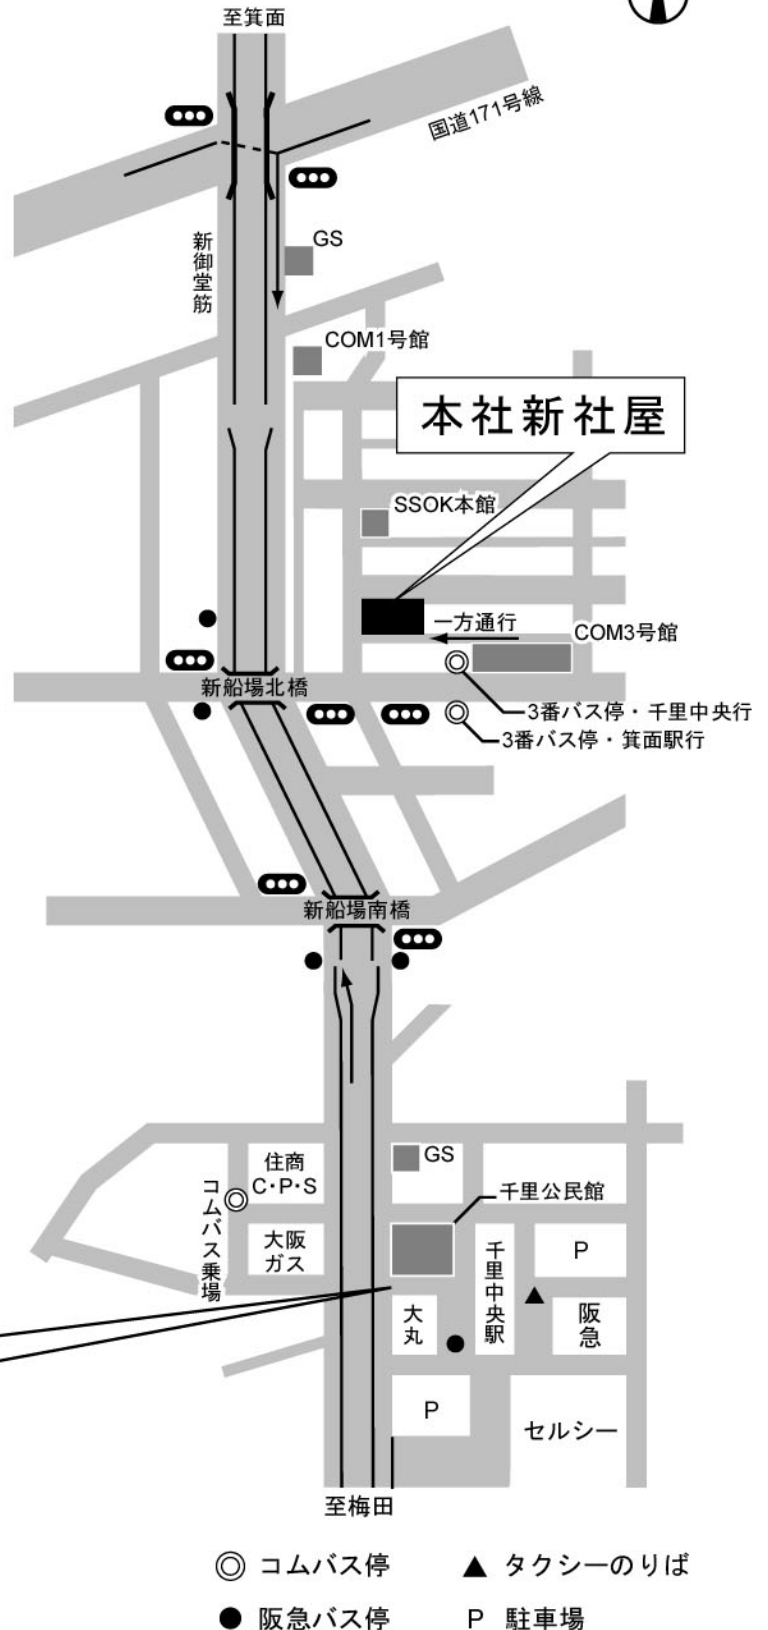 至箕面
国道171号線
新御堂筋
GS
COM1号館
本社新社屋
SSOK本館
一方通行
COM3号館
新船場北橋
3番バス停・千里中央行
3番バス停・箕面駅行
新船場南橋
住商
C・P・S
GS
コムバス乗場
千里公民館
大阪
ガス
千里中央駅
P
大丸
阪急
P
セルシー
至梅田
◎ コムバス停
▲ タクシーのりば
● 阪急バス停
P 駐車場